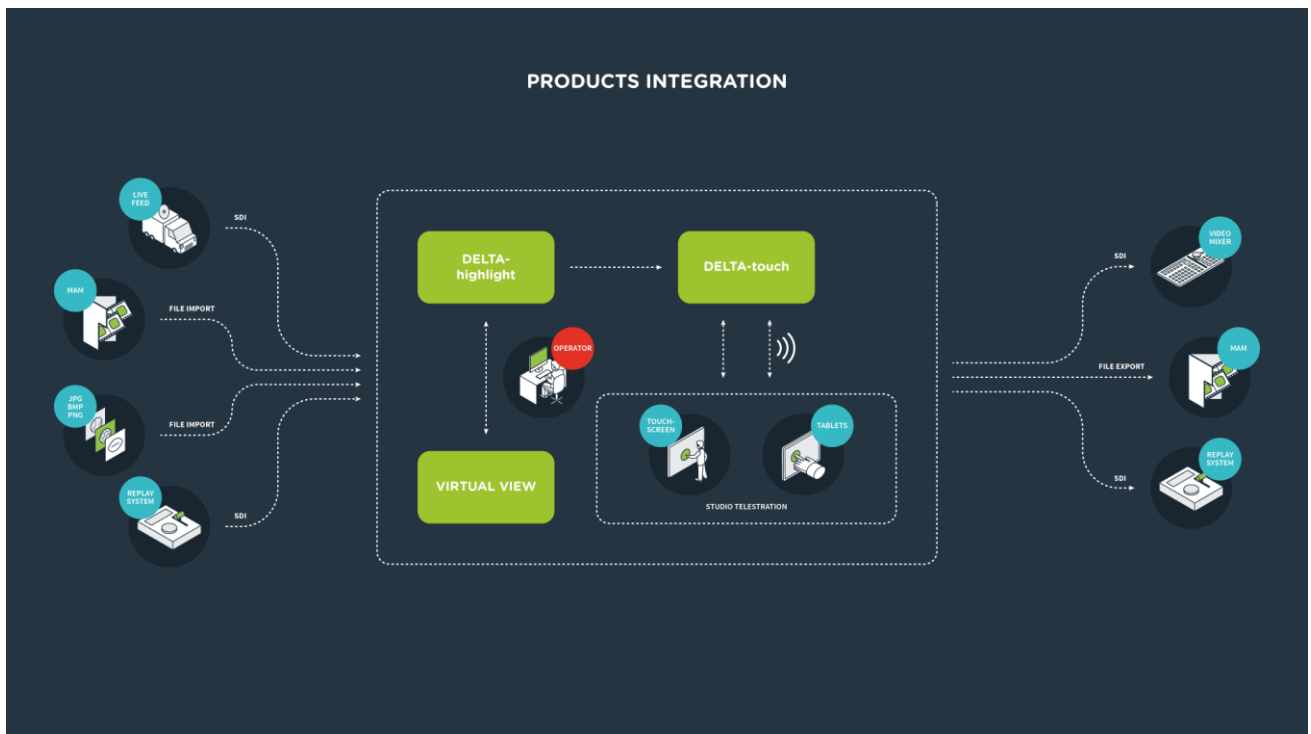 PRODUCTS INTEGRATION
LIVE
FEED
SDI
MAM
FILE IMPORT
JPG
BMP
PNG
FILE IMPORT
REPLAY
SYSTEM
SDI
DELTA-
highlight
DELTA-touch
OPERATOR
VIRTUAL VIEW
TOUCH-
SCREEN
TABLETS
STUDIO TELESTRATION
SDI
VIDEO
MIXER
FILE EXPORT
MAM
SDI
REPLAY
SYSTEM